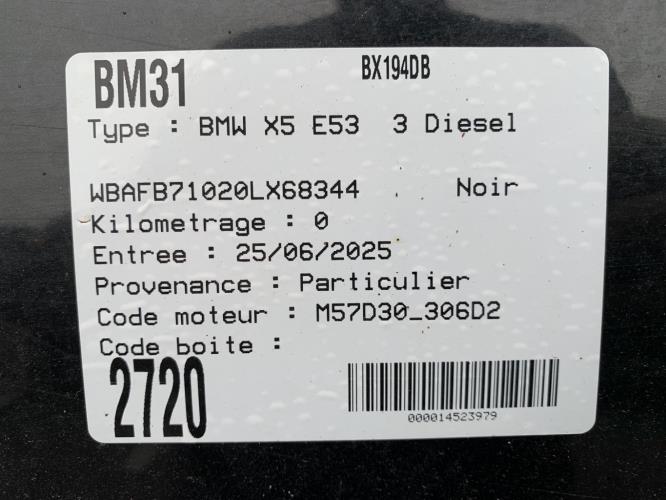 BM31 BX194DB
Type : BMW X5 E53 3 Diesel
WBAFB71020LX68344 . Noir
Kilometrage : 0
Entree : 25/06/2025
Provenance : Particulier
Code moteur : M57D30_306D2
Code boite :
2720
000014523979